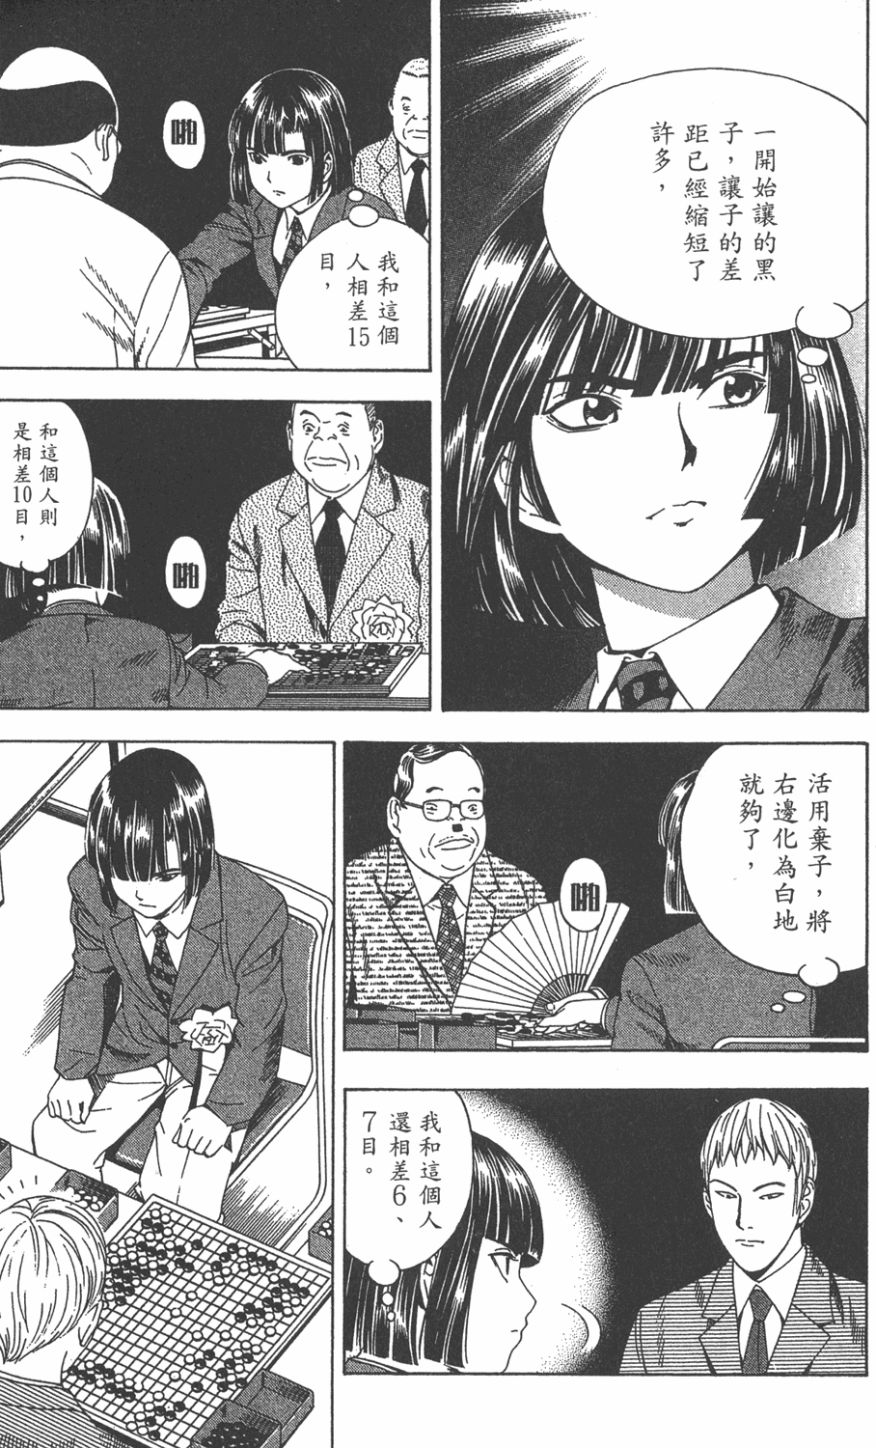 一開始讓的黑
子，讓子的差
距已經縮短了
許多，
啪
我和這個
人相差15
目，
啪
和這個人則
是相差10目，
活用棄子，將
右邊化為白地
就夠了，
啪
我和這個人
還相差6、
7目。